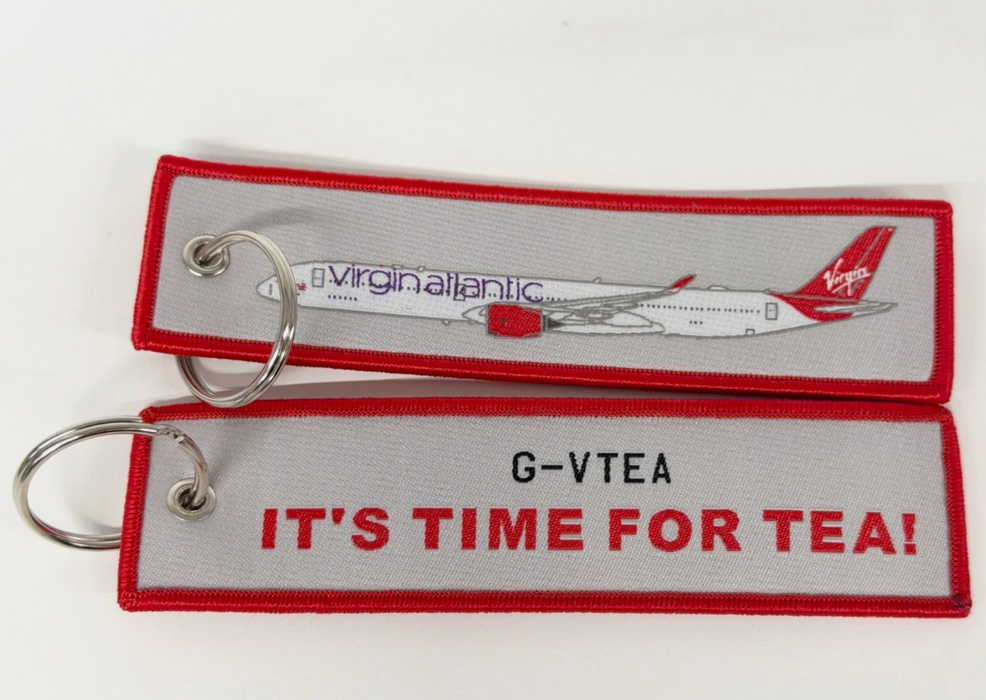 virgin atlantic
Virgin
G-VTEA
IT'S TIME FOR TEA!